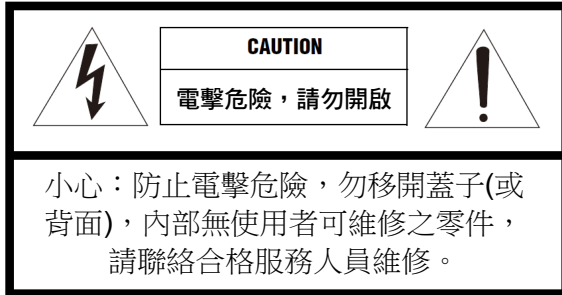 CAUTION
電擊危險，請勿開啟
小心：防止電擊危險，勿移開蓋子(或
背面)，內部無使用者可維修之零件，
請聯絡合格服務人員維修。